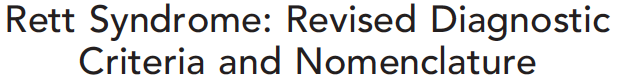 Rett Syndrome: Revised Diagnostic
Criteria and Nomenclature